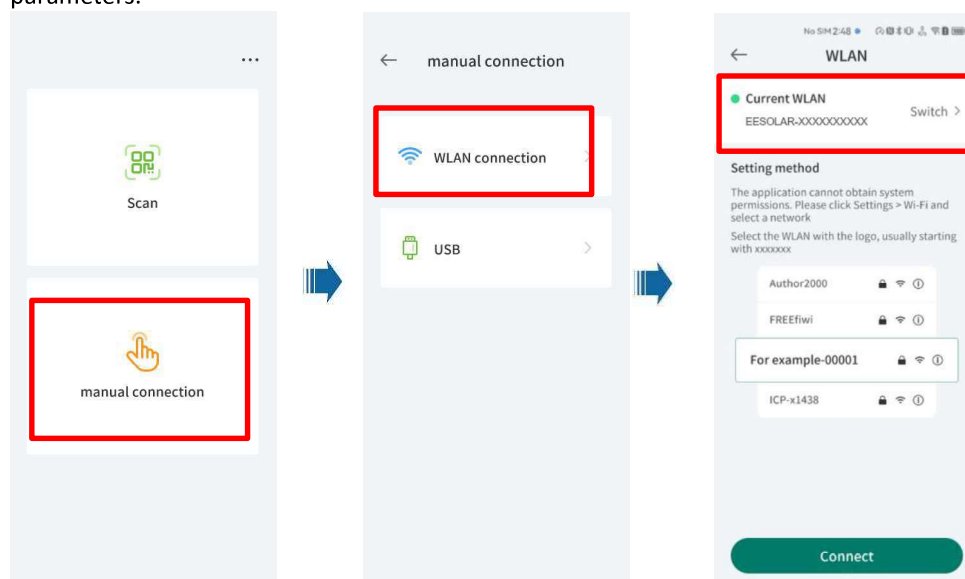 parameters.
...
Scan
manual connection
← manual connection
WLAN connection >
USB >
No SIM 2:48
← WLAN
Current WLAN
EESOLAR-XXXXXXXXXX
Switch >
Setting method
The application cannot obtain system
permissions. Please click Settings > Wi-Fi and
select a network
Select the WLAN with the logo, usually starting
with xxxxxxx
Author2000
FREEfiwi
For example-00001
ICP-x1438
Connect